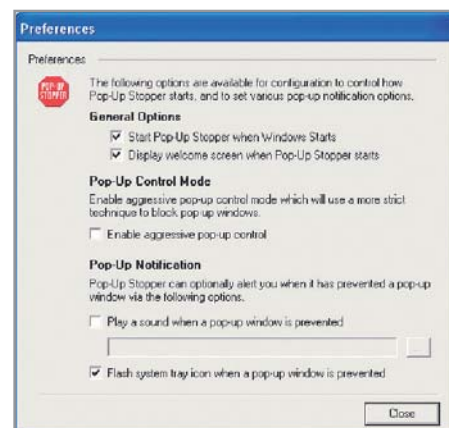 Preferences
Preferences
POP-UP
STOPPER
The following options are available for configuration to control how
Pop-Up Stopper starts, and to set various pop-up notification options.
General Options
Start Pop-Up Stopper when Windows Starts
Display welcome screen when Pop-Up Stopper starts
Pop-Up Control Mode
Enable aggressive pop-up control mode which will use a more strict
technique to block pop-up windows.
Enable aggressive pop-up control
Pop-Up Notification
Pop-Up Stopper can optionally alert you when it has prevented a pop-up
window via the following options.
Play a sound when a pop-up window is prevented
...
Flash system tray icon when a pop-up window is prevented
Close